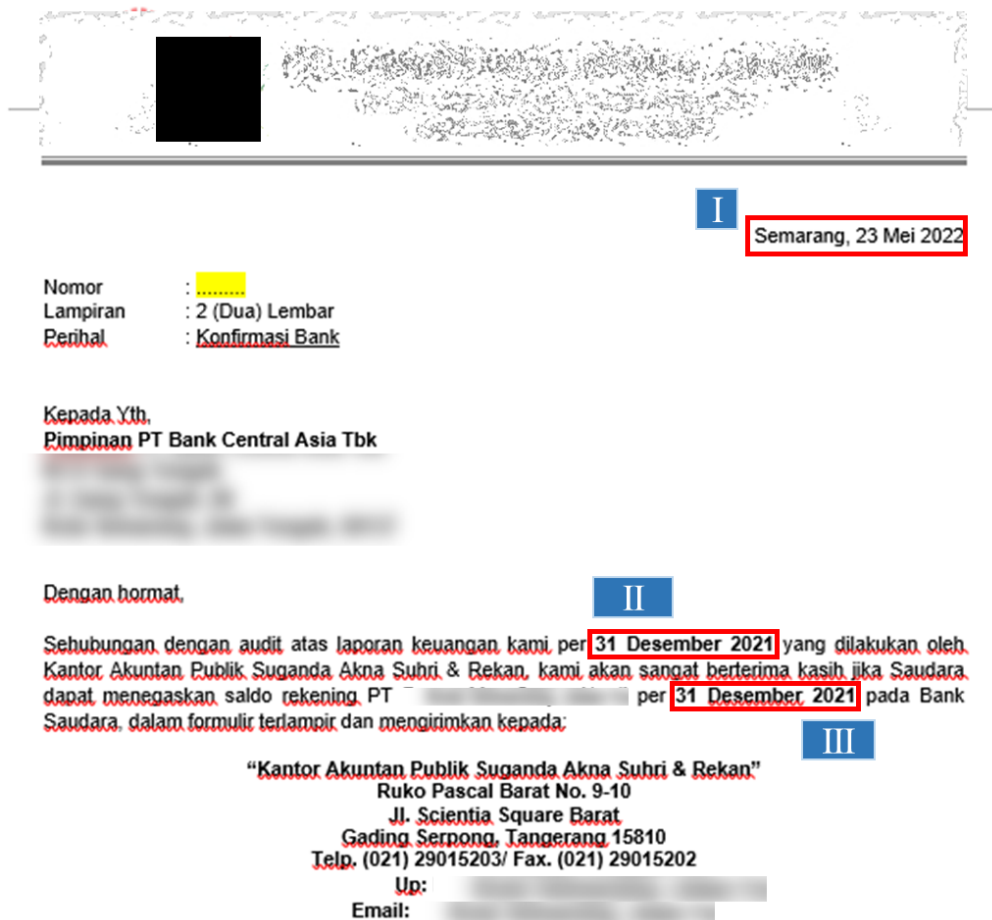 I
Semarang, 23 Mei 2022
Nomor : .........
Lampiran : 2 (Dua) Lembar
Perihal : Konfirmasi Bank
Kepada Yth,
Pimpinan PT Bank Central Asia Tbk
Dengan hormat,
II
Sehubungan dengan audit atas laporan keuangan kami per 31 Desember 2021 yang dilakukan oleh
Kantor Akuntan Publik Suganda Akna Suhri & Rekan, kami akan sangat berterima kasih jika Saudara
dapat menegaskan saldo rekening PT per 31 Desember 2021 pada Bank
Saudara, dalam formulir terlampir dan mengirimkan kepada:
III
“Kantor Akuntan Publik Suganda Akna Suhri & Rekan”
Ruko Pascal Barat No. 9-10
Jl. Scientia Square Barat
Gading Serpong, Tangerang 15810
Telp. (021) 29015203/ Fax. (021) 29015202
Up:
Email: